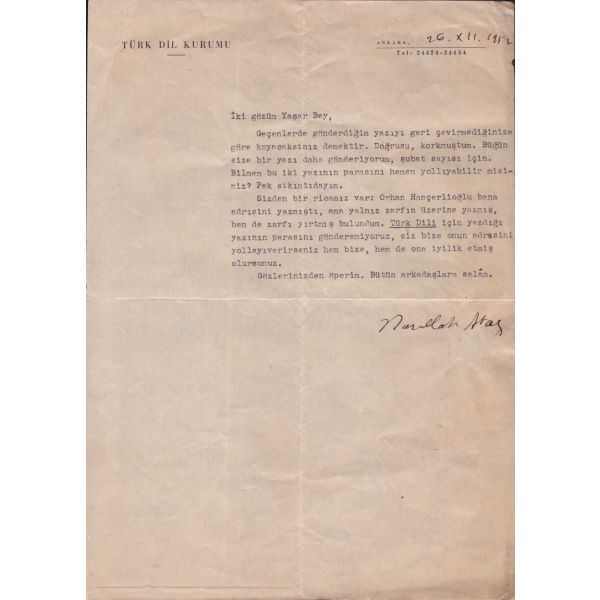 TÜRK DİL KURUMU
ANKARA, 26. XII. 1952
Tel: 24424-24434
İki gözüm Yaşar Bey,
Geçenlerde gönderdiğim yazıyı geri çevirmediğinize
göre koyacaksınız demektir. Doğrusu, korkmuştum. Bügün
size bir yazı daha gönderiyorum, şubat sayısı için.
Bilmem bu iki yazının parasını hemen yollıyabilir misi-
niz? Pek sıkıntıdayım.
Sizden bir ricamız var: Orhan Hançerlioğlu bana
adrisini yazmıştı, ama yalnız zarfın üzerine yazmış,
ben de zarfı yırtmış bulundum. Türk Dili için yazdığı
yazının parasını gönderemiyoruz, siz bize onun adresini
yollayıverirseniz hem bize, hem de ona iyilik etmiş
olursunuz.
Gözlerinizden öperim. Bütün arkadaşlara selâm.
Nurullah Ataç